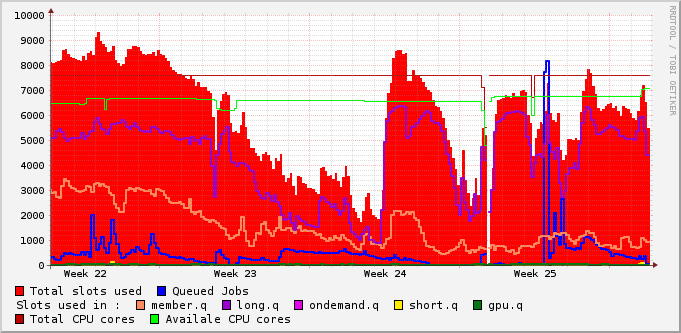 10000
9000
8000
7000
6000
5000
4000
3000
2000
1000
0
Week 22 Week 23 Week 24 Week 25
Total slots used Queued Jobs
Slots used in : member.q long.q ondemand.q short.q gpu.q
Total CPU cores Availale CPU cores
RRDTOOL / TOBI OETIKER